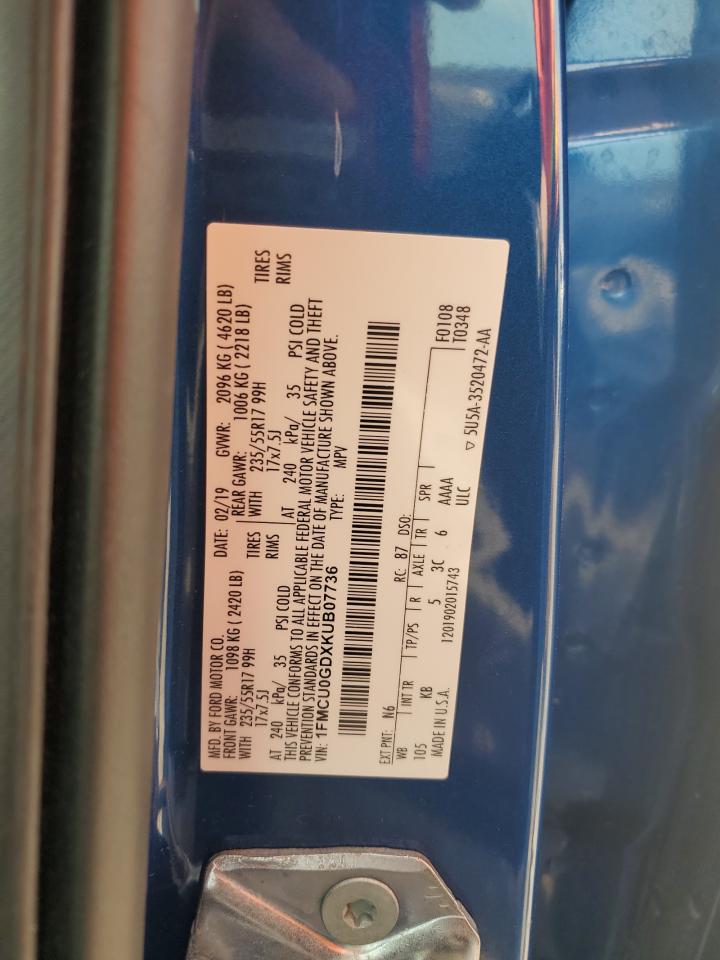 MFD. BY FORD MOTOR CO.
DATE: 02/19 GVWR: 2096 KG ( 4620 LB)
FRONT GAWR: 1098 KG ( 2420 LB) REAR GAWR: 1006 KG ( 2218 LB)
WITH 235/55R17 99H TIRES WITH 235/55R17 99H TIRES
17x7.5J RIMS 17x7.5J RIMS
AT 240 kPa/ 35 PSI COLD AT 240 kPa/ 35 PSI COLD
THIS VEHICLE CONFORMS TO ALL APPLICABLE FEDERAL MOTOR VEHICLE SAFETY AND THEFT
PREVENTION STANDARDS IN EFFECT ON THE DATE OF MANUFACTURE SHOWN ABOVE.
VIN: 1FMCU0GDXKUB07736 TYPE: MPV
EXT PNT: N6 RC: 87 DSO: F0108
WB INT TR TP/PS R AXLE TR SPR T0348
105 KB 5 3C 6 AAAA
MADE IN U.S.A. 1201902015743 ULC
▽ 5U5A-3520472-AA